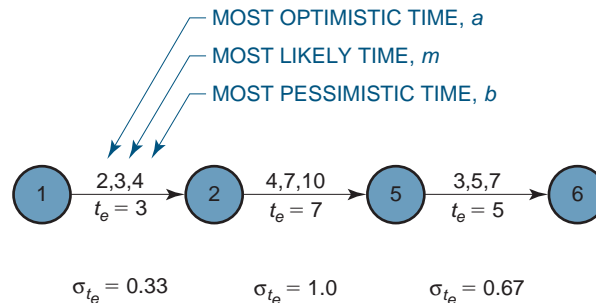 MOST OPTIMISTIC TIME, a
MOST LIKELY TIME, m
MOST PESSIMISTIC TIME, b
1 2,3,4 2 4,7,10 5 3,5,7 6
tₑ = 3 tₑ = 7 tₑ = 5
σₜₑ = 0.33 σₜₑ = 1.0 σₜₑ = 0.67